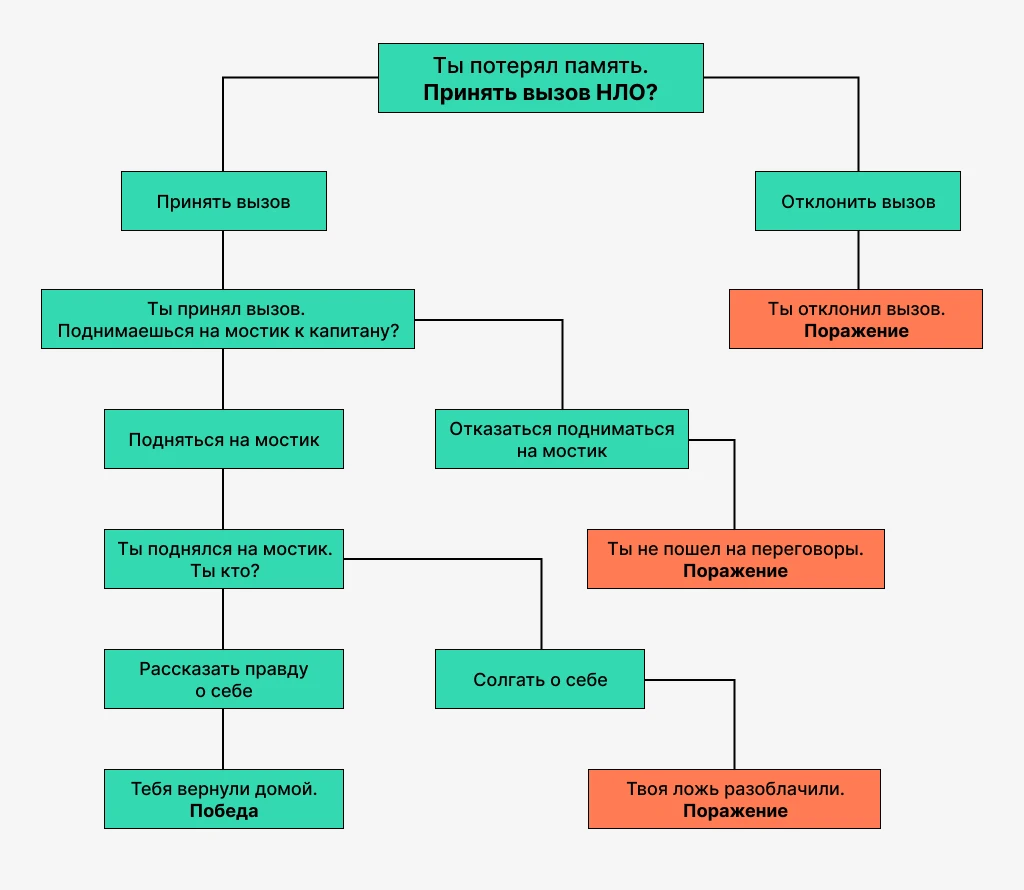 Ты потерял память.
Принять вызов НЛО?
Принять вызов
Отклонить вызов
Ты принял вызов.
Поднимаешься на мостик к капитану?
Ты отклонил вызов.
Поражение
Подняться на мостик
Отказаться подниматься
на мостик
Ты поднялся на мостик.
Ты кто?
Ты не пошел на переговоры.
Поражение
Рассказать правду
о себе
Солгать о себе
Тебя вернули домой.
Победа
Твоя ложь разоблачили.
Поражение